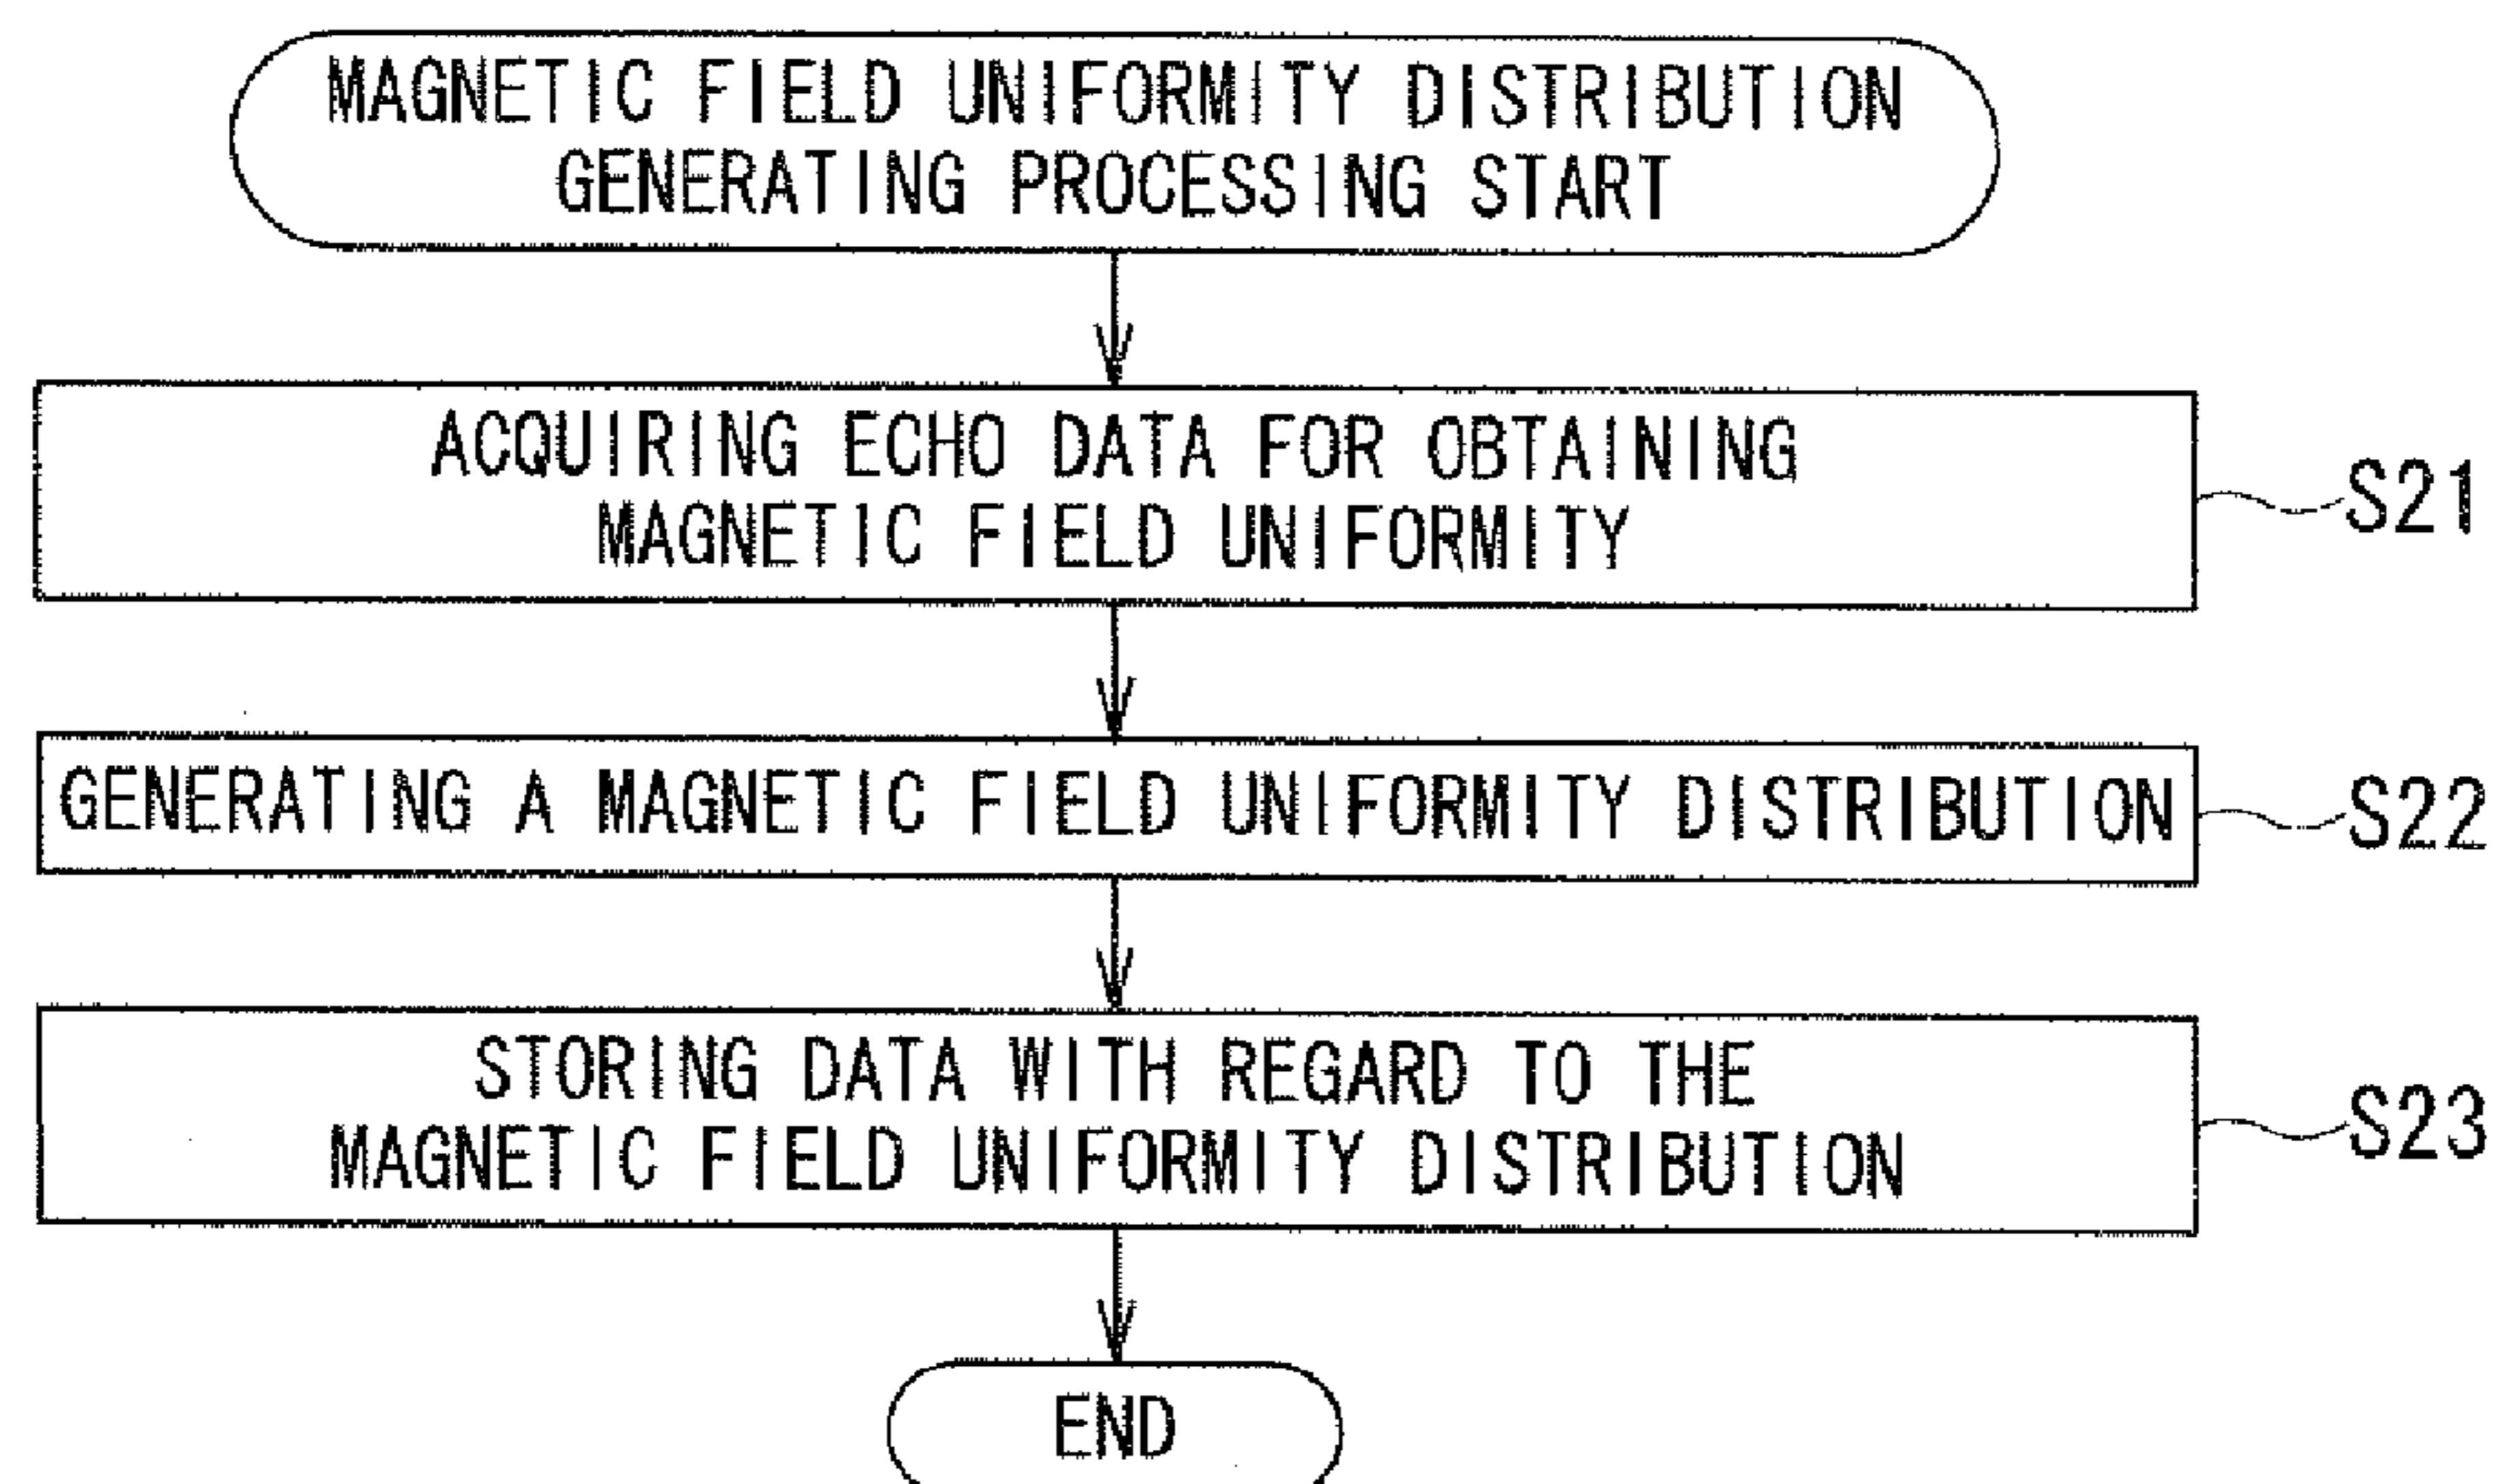 MAGNETIC FIELD UNIFORMITY DISTRIBUTION
GENERATING PROCESSING START
ACQUIRING ECHO DATA FOR OBTAINING
MAGNETIC FIELD UNIFORMITY
S21
GENERATING A MAGNETIC FIELD UNIFORMITY DISTRIBUTION
S22
STORING DATA WITH REGARD TO THE
MAGNETIC FIELD UNIFORMITY DISTRIBUTION
S23
END